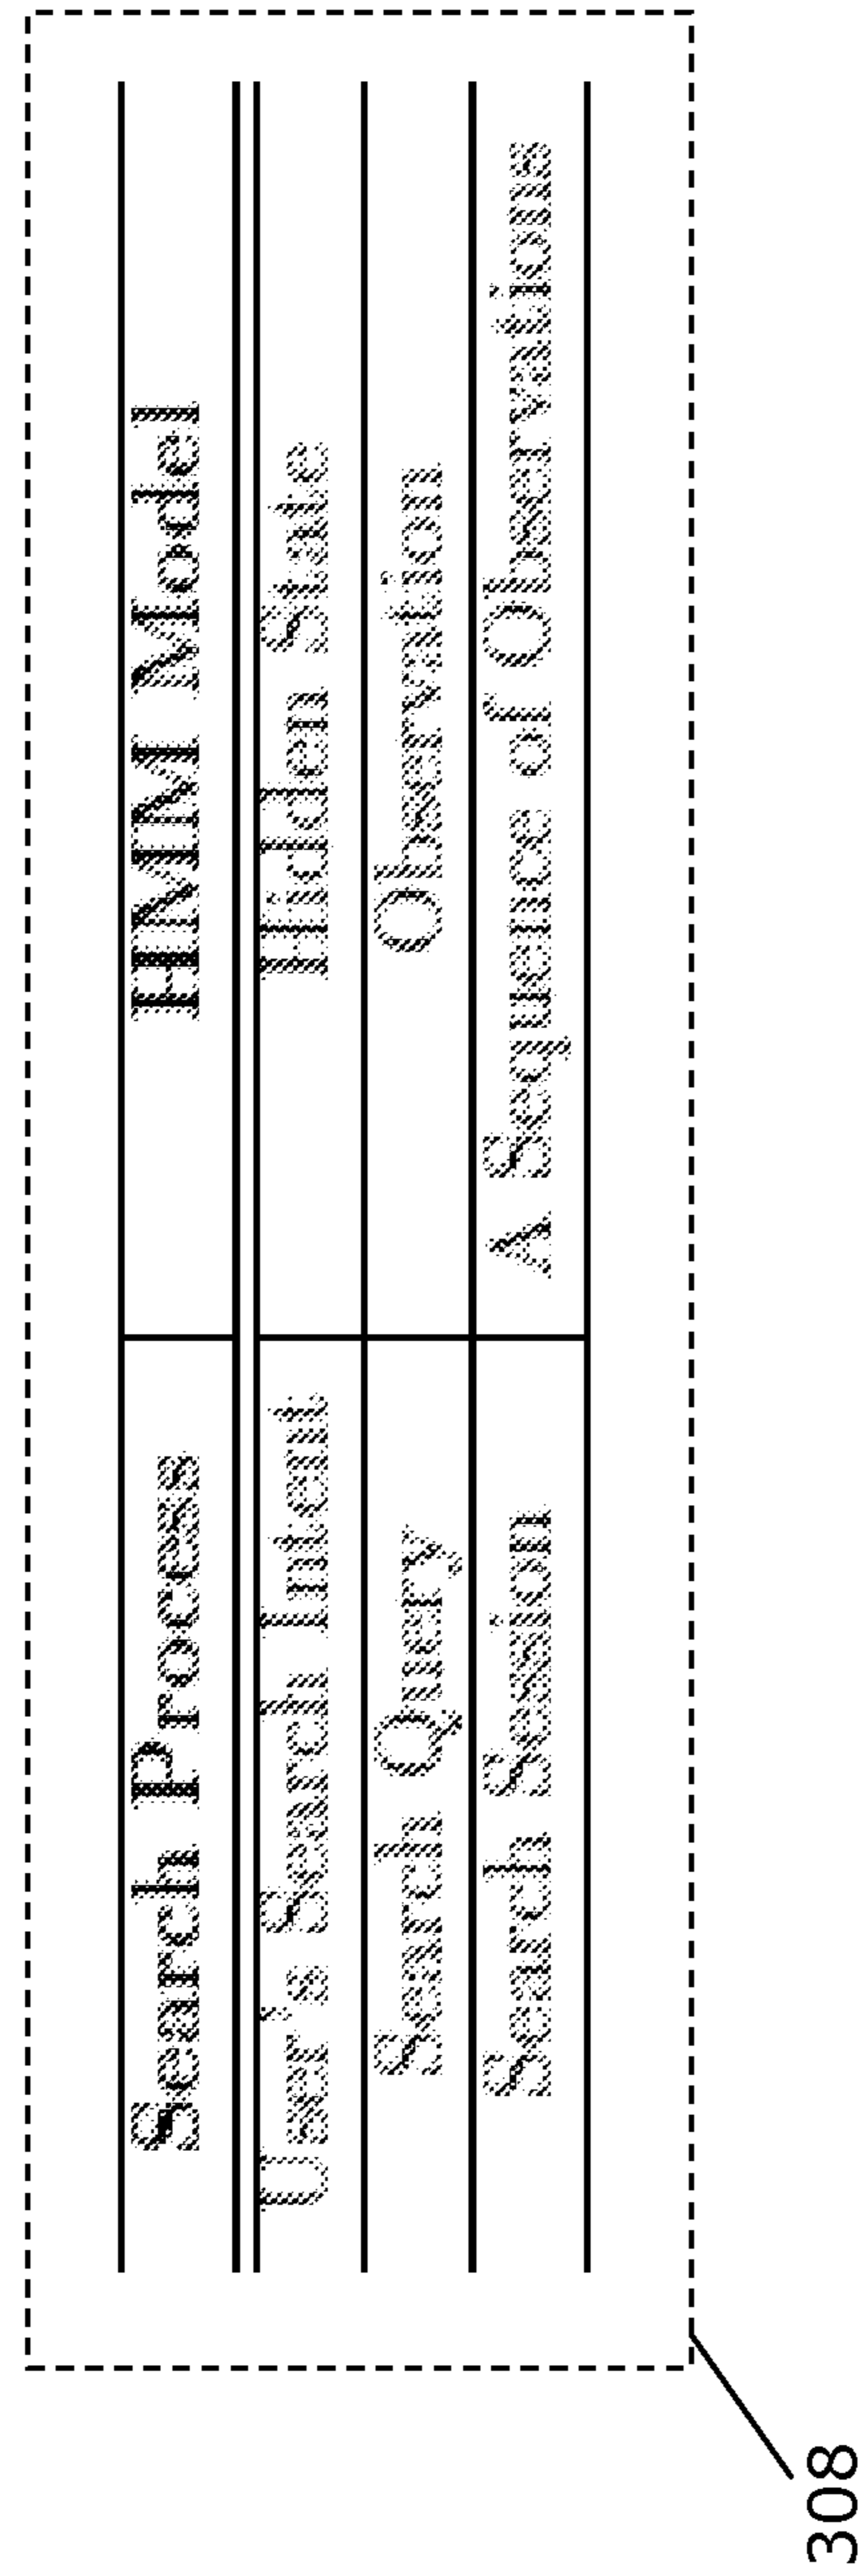 Search Process HMM Model
User's Search Intent Hidden State
Search Query Observation
Search Session A Sequence of Observations
308